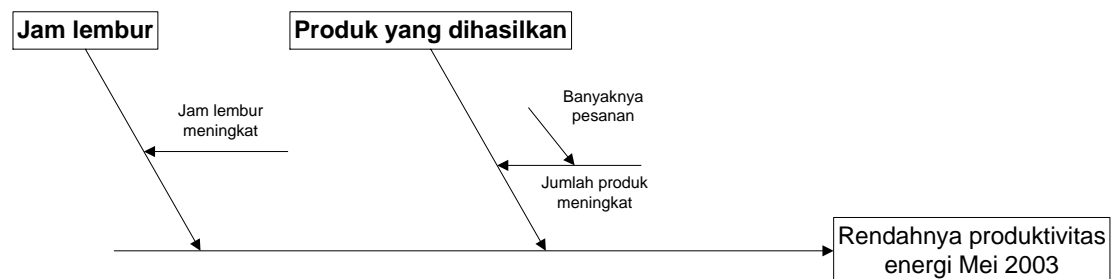 Jam lembur
Produk yang dihasilkan
Jam lembur
meningkat
Banyaknya
pesanan
Jumlah produk
meningkat
Rendahnya produktivitas
energi Mei 2003